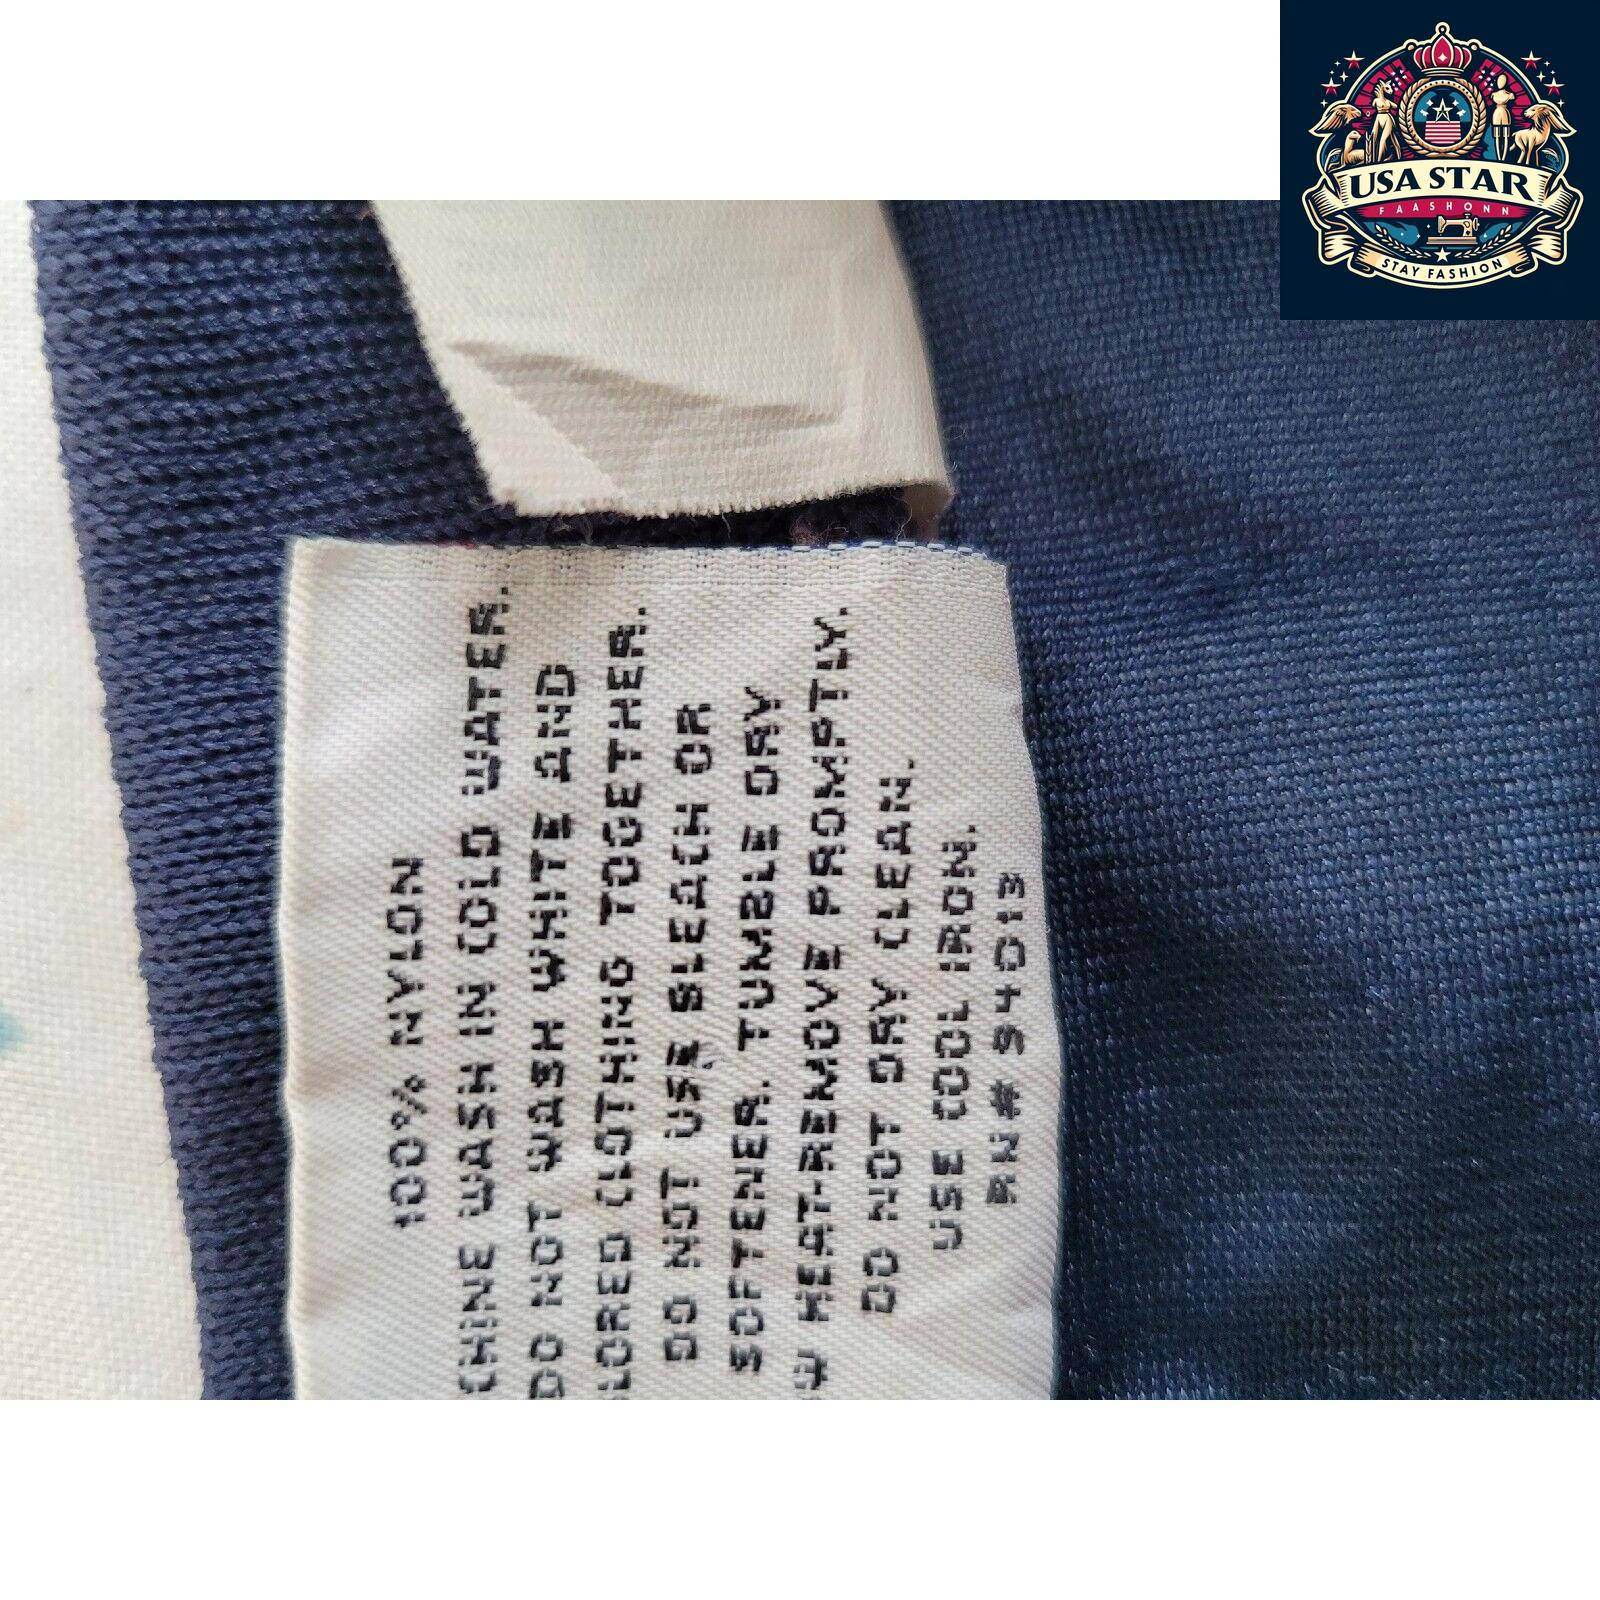 USA STAR
FAASHONN
STAY FASHION
100% NYLON
CHINE WASH IN COLD WATER.
DO NOT WASH WHITE AND
LORED CLOTHING TOGETHER.
DO NOT USE BLEACH OR
SOFTENER. TUMBLE DRY
W HEAT-REMOVE PROMPTLY.
DO NOT DRY CLEAN.
USE COOL IRON.
RN# 94013